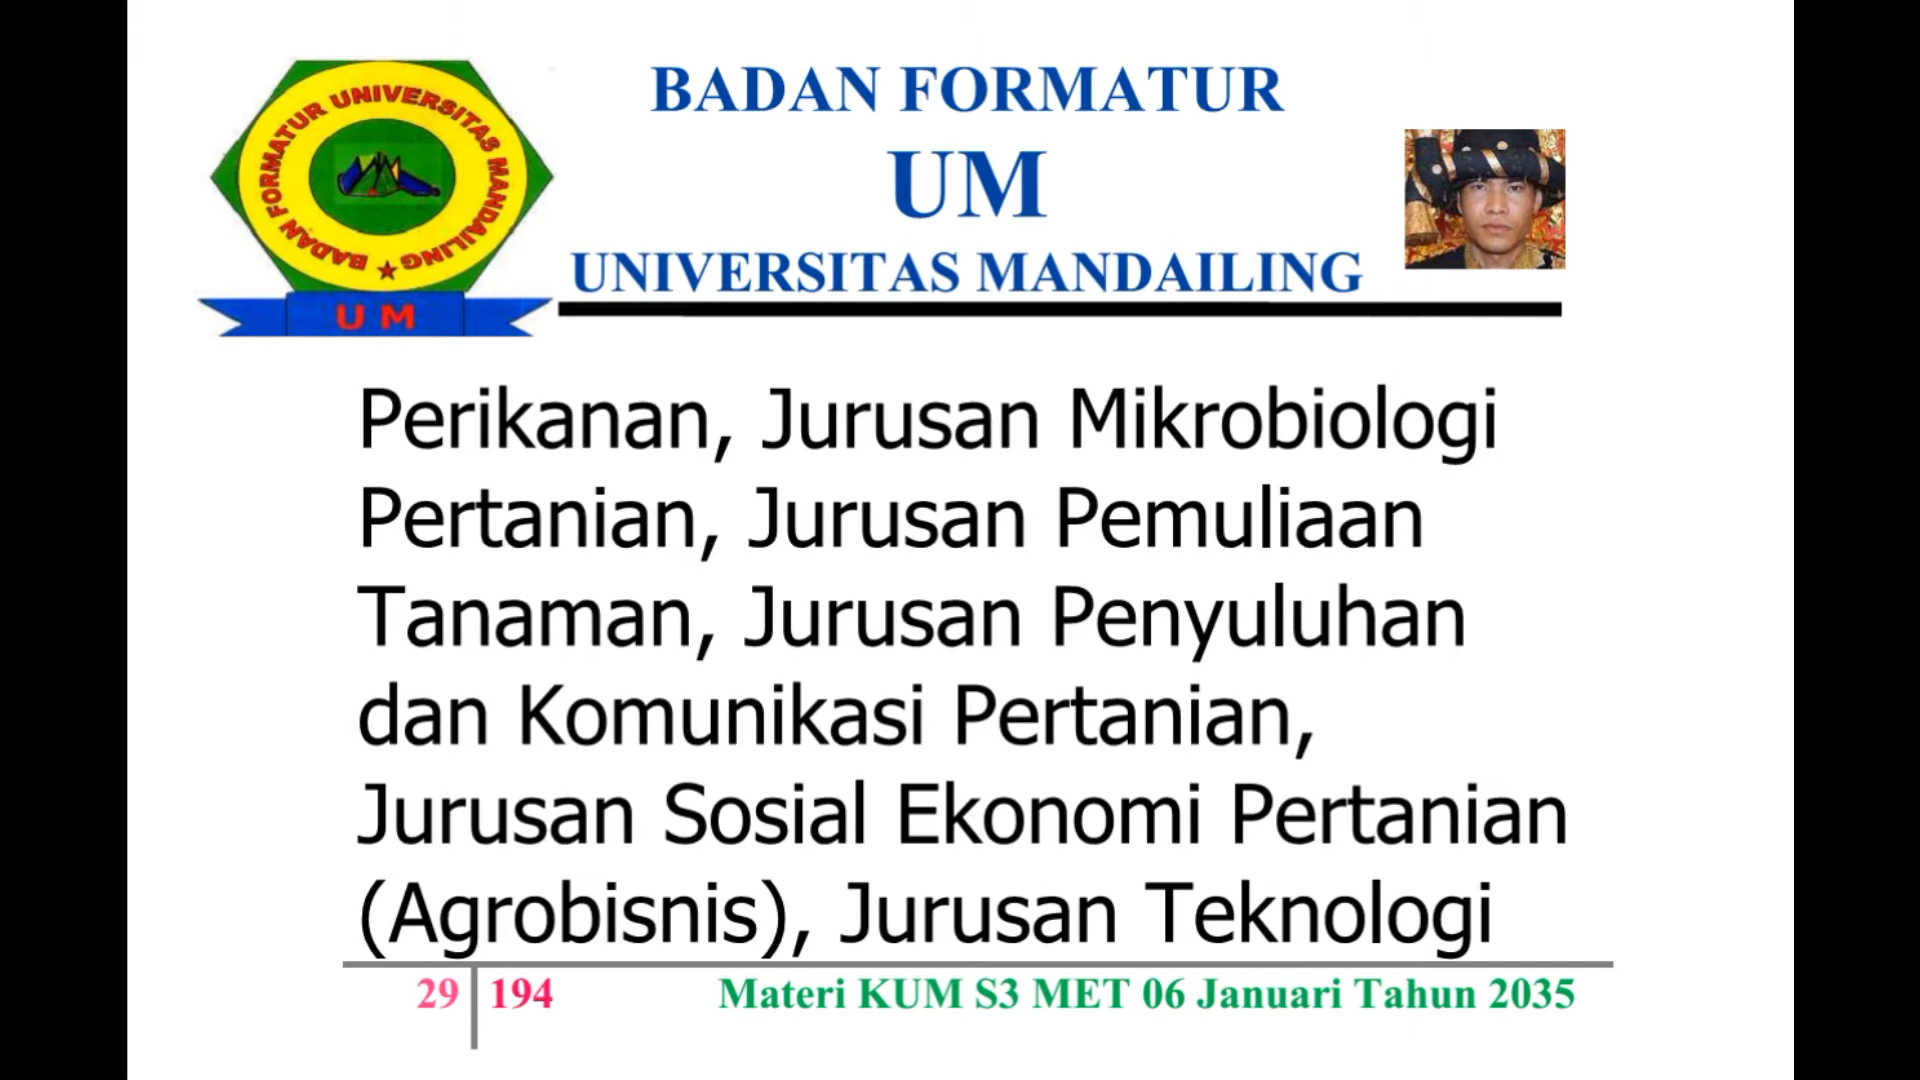 BADAN FORMATUR UNIVERSITAS MANDAILING
U M
BADAN FORMATUR
UM
UNIVERSITAS MANDAILING
Perikanan, Jurusan Mikrobiologi
Pertanian, Jurusan Pemuliaan
Tanaman, Jurusan Penyuluhan
dan Komunikasi Pertanian,
Jurusan Sosial Ekonomi Pertanian
(Agrobisnis), Jurusan Teknologi
29 194 Materi KUM S3 MET 06 Januari Tahun 2035